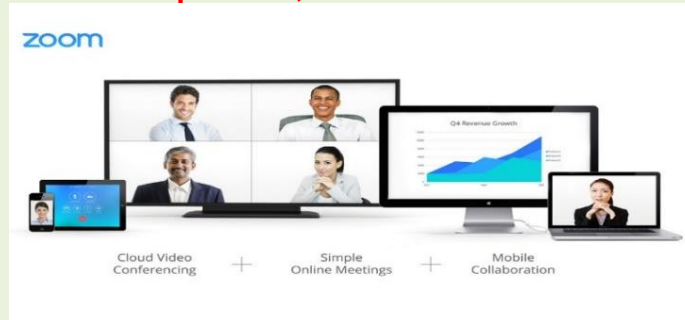 zoom
Q4 Revenue Growth
Cloud Video
Conferencing
+
Simple
Online Meetings
+
Mobile
Collaboration